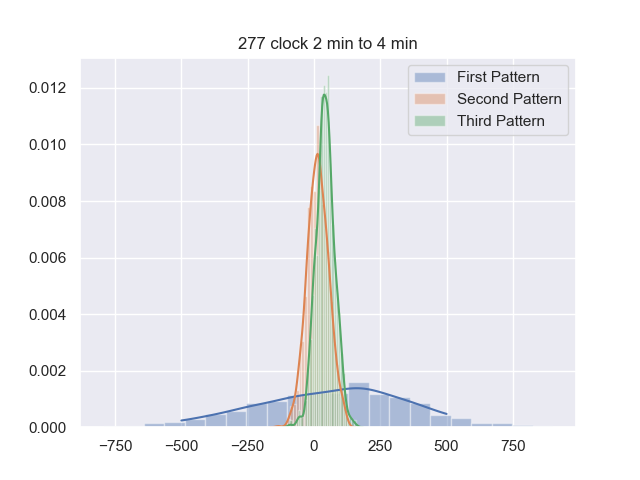 277 clock 2 min to 4 min
First Pattern
Second Pattern
Third Pattern
0.012
0.010
0.008
0.006
0.004
0.002
0.000
−750 −500 −250 0 250 500 750